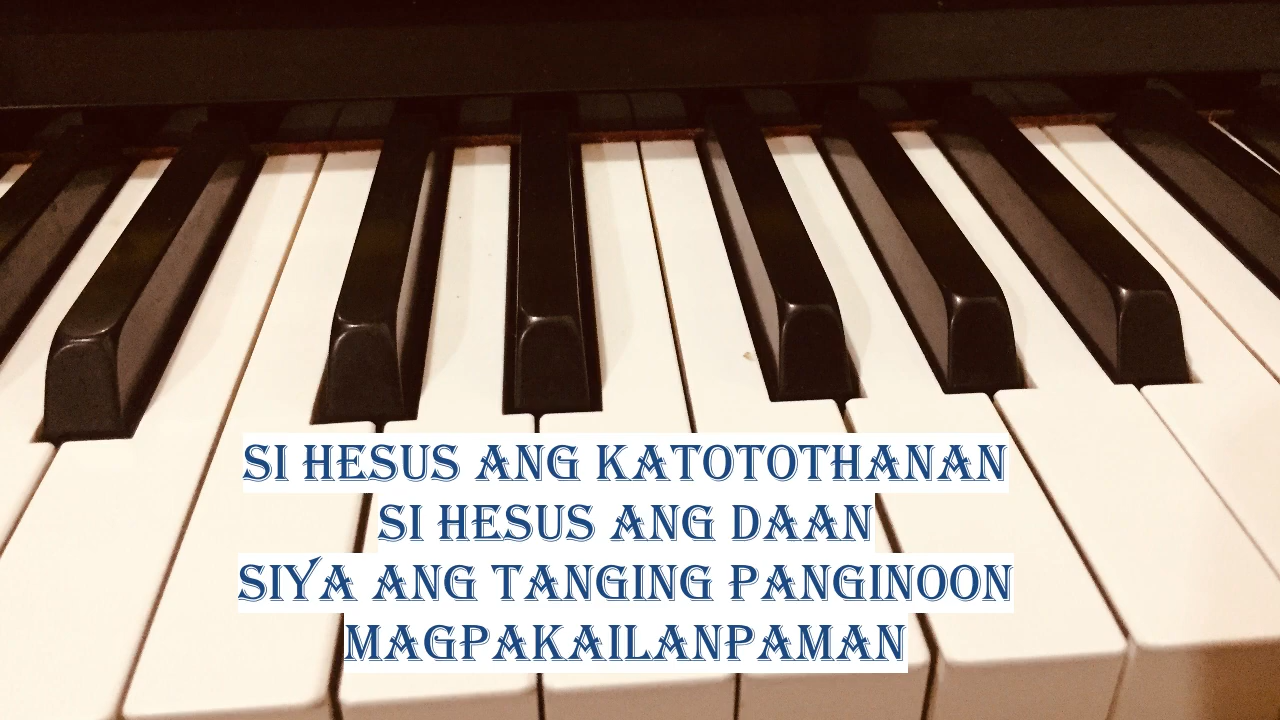 SI HESUS ANG KATOTOTHANAN
SI HESUS ANG DAAN
SIYA ANG TANGING PANGINOON
MAGPAKAILANPAMAN